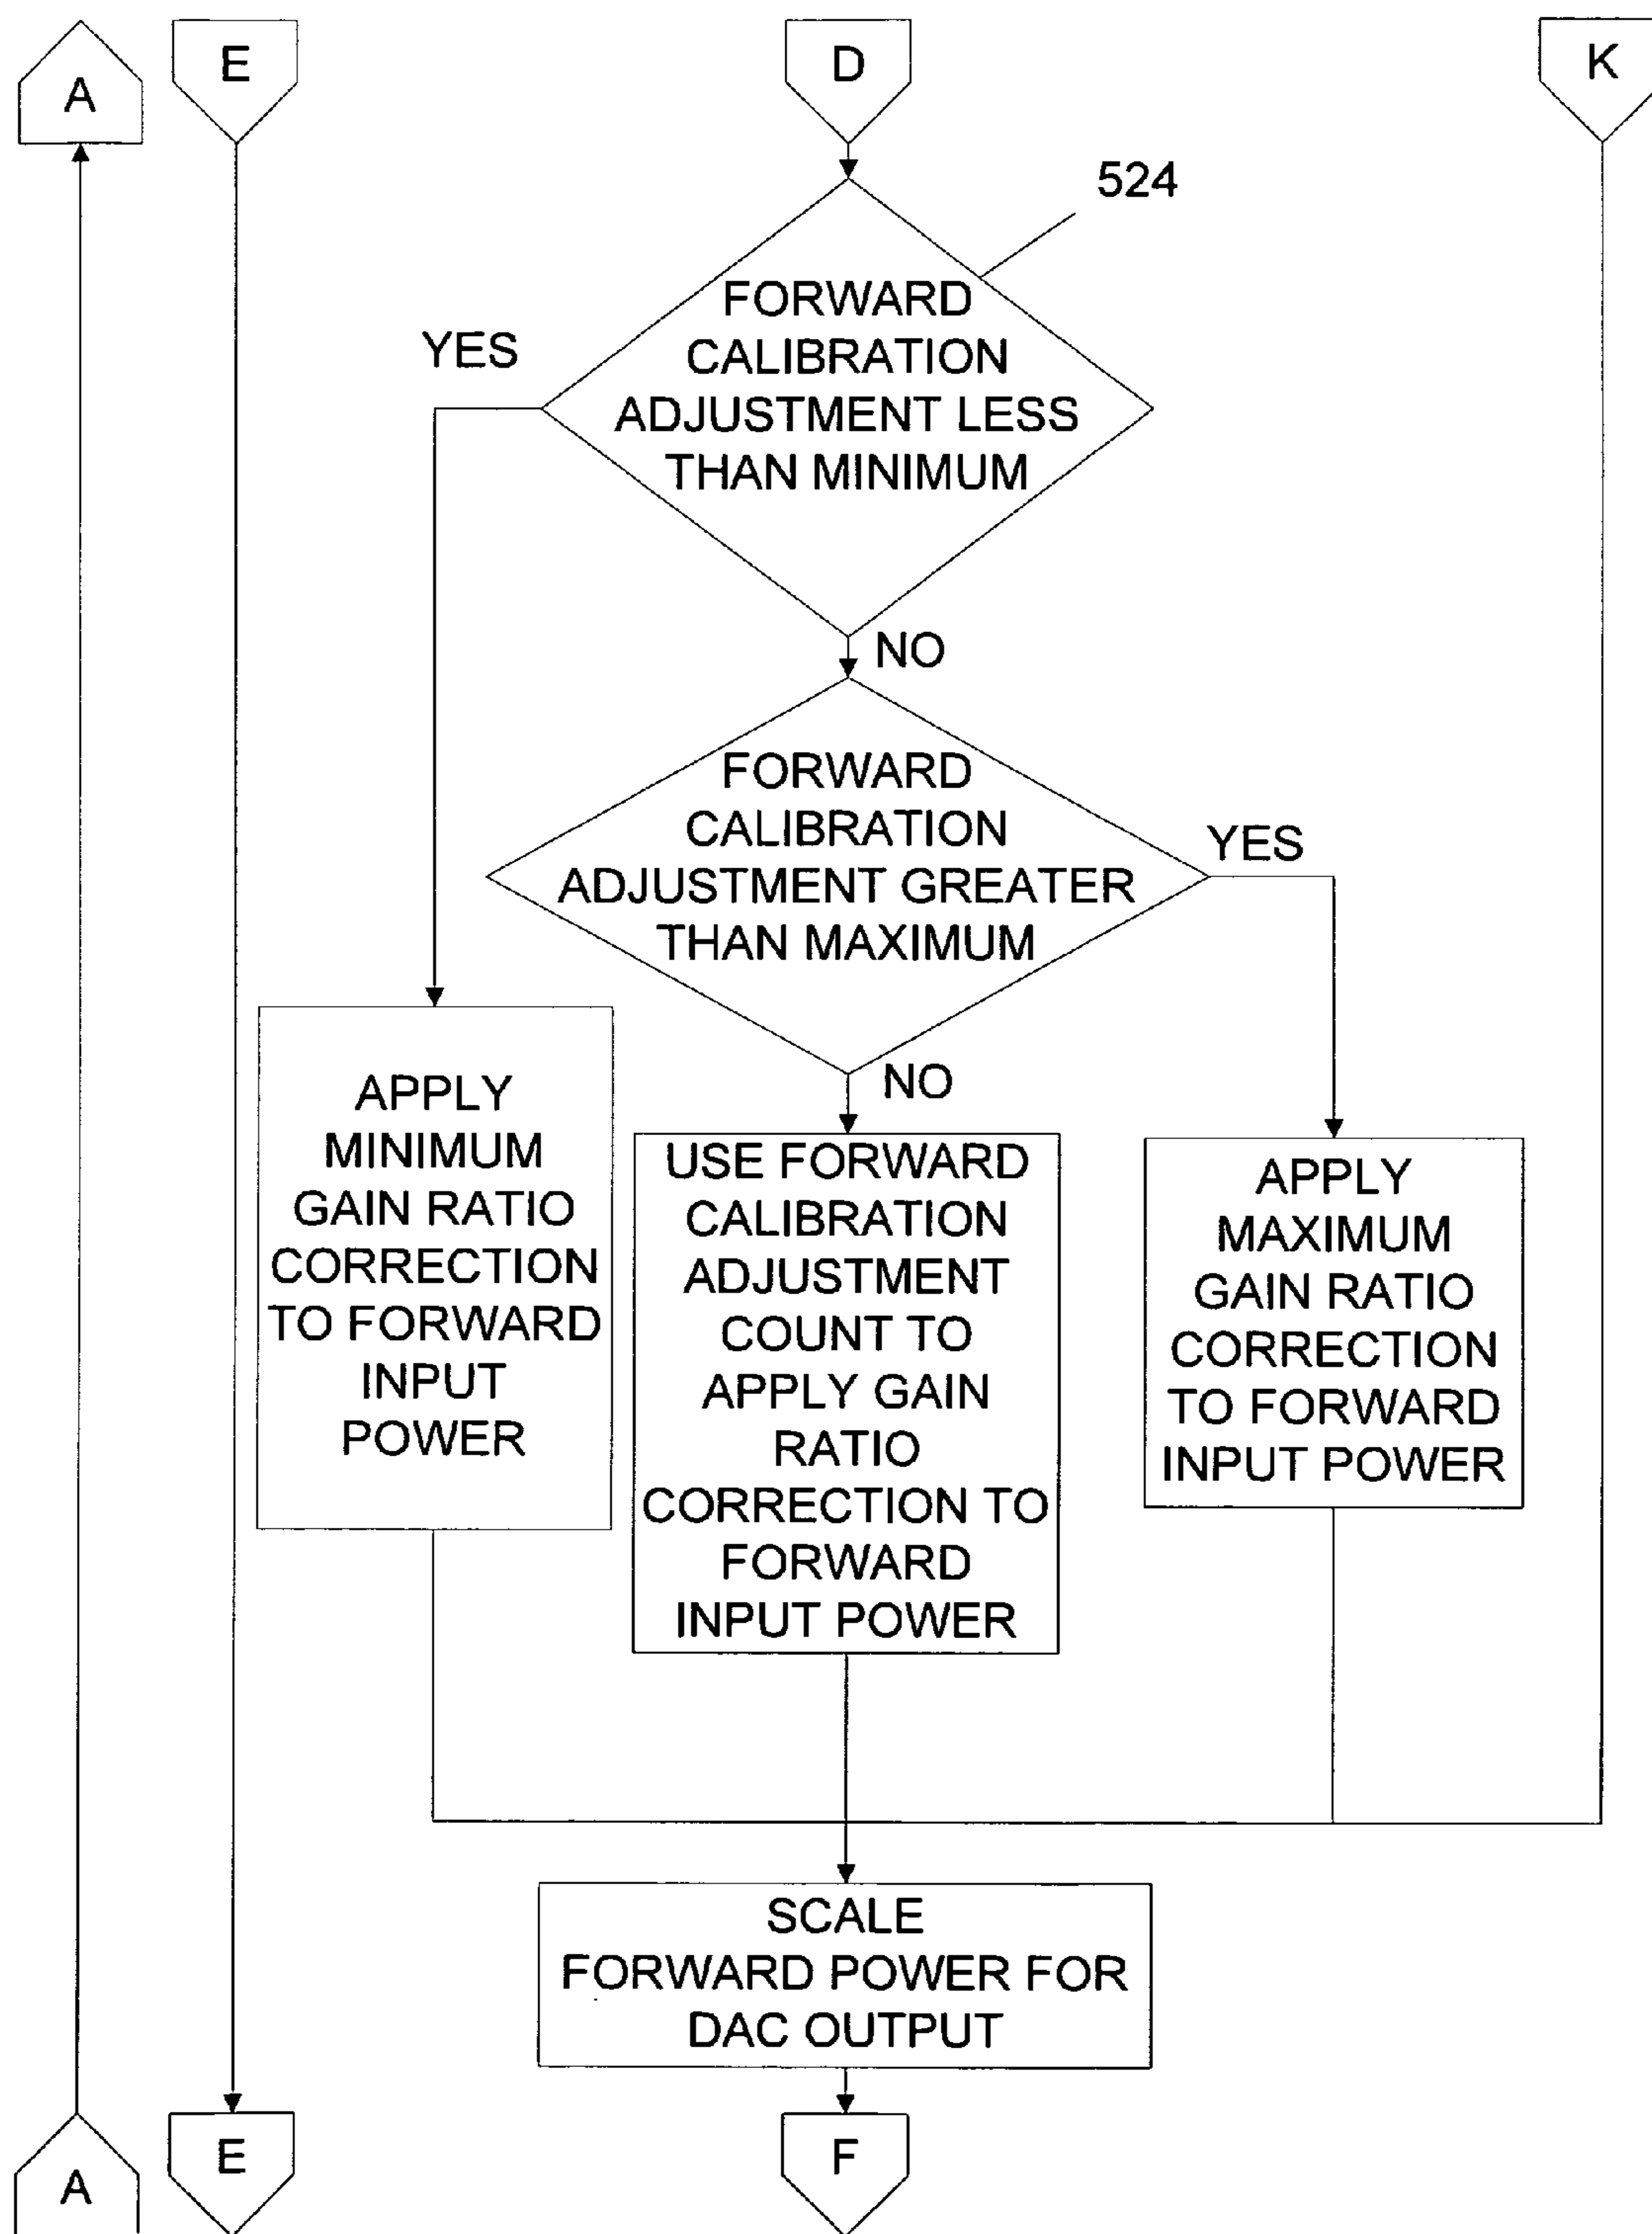 A
E
D
K
524
FORWARD
CALIBRATION
ADJUSTMENT LESS
THAN MINIMUM
YES
NO
FORWARD
CALIBRATION
ADJUSTMENT GREATER
THAN MAXIMUM
YES
NO
APPLY
MINIMUM
GAIN RATIO
CORRECTION
TO FORWARD
INPUT
POWER
USE FORWARD
CALIBRATION
ADJUSTMENT
COUNT TO
APPLY GAIN
RATIO
CORRECTION TO
FORWARD
INPUT POWER
APPLY
MAXIMUM
GAIN RATIO
CORRECTION
TO FORWARD
INPUT POWER
SCALE
FORWARD POWER FOR
DAC OUTPUT
A
E
F